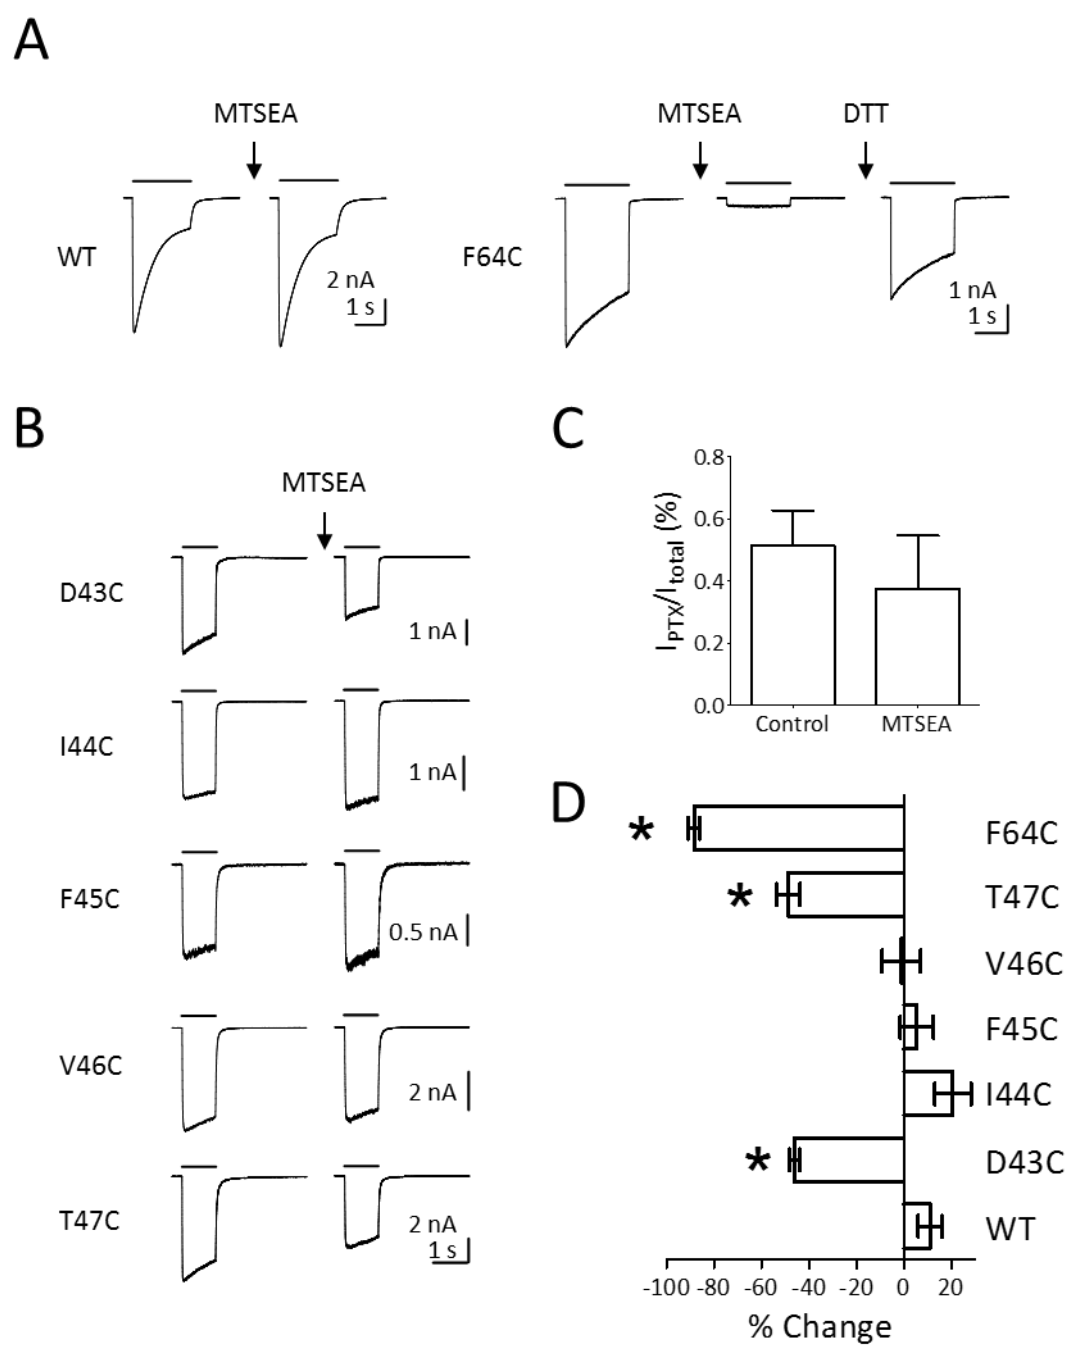 A
MTSEA
MTSEA
DTT
WT
F64C
2 nA
1 s
1 nA
1 s
B
MTSEA
D43C
1 nA
I44C
1 nA
F45C
0.5 nA
V46C
2 nA
T47C
2 nA
1 s
C
I_PTX/I_total (%)
0.8
0.6
0.4
0.2
0.0
Control MTSEA
D
* F64C
* T47C
V46C
F45C
I44C
* D43C
WT
-100 -80 -60 -40 -20 0 20
% Change